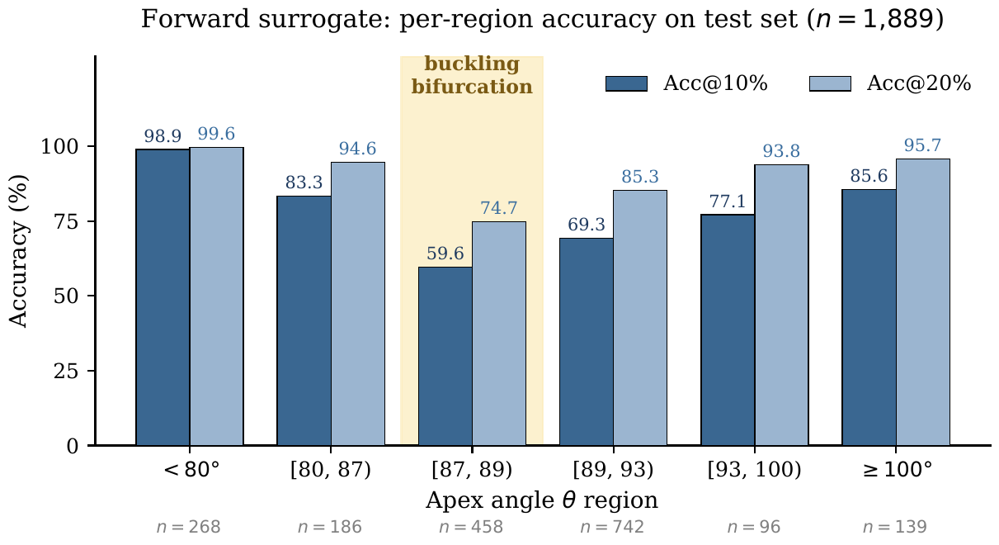 Forward surrogate: per-region accuracy on test set (n = 1,889)
buckling
bifurcation
Acc@10%
Acc@20%
Accuracy (%)
100
75
50
25
0
98.9
99.6
83.3
94.6
59.6
74.7
69.3
85.3
77.1
93.8
85.6
95.7
< 80°
[80, 87)
[87, 89)
[89, 93)
[93, 100)
≥ 100°
Apex angle θ region
n = 268
n = 186
n = 458
n = 742
n = 96
n = 139